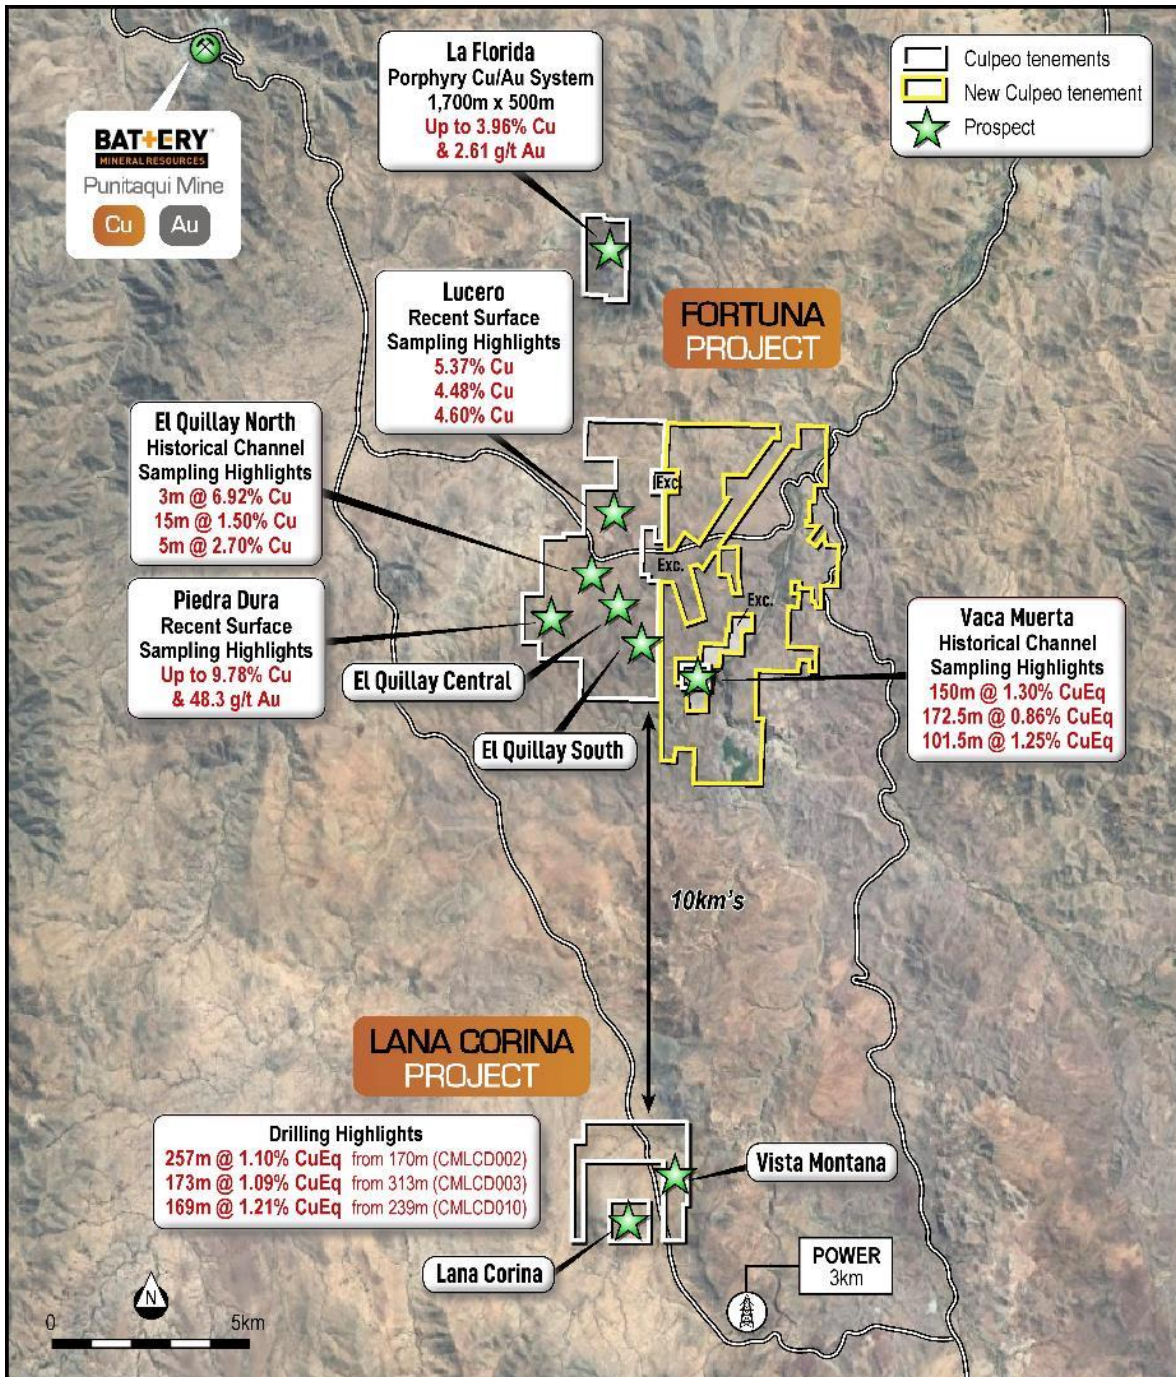 La Florida
Porphyry Cu/Au System
1,700m x 500m
Up to 3.96% Cu
& 2.61 g/t Au
Culpeo tenements
New Culpeo tenement
Prospect
BATTERY
MINERAL RESOURCES
Punitaqui Mine
Cu
Au
Lucero
Recent Surface
Sampling Highlights
5.37% Cu
4.48% Cu
4.60% Cu
FORTUNA
PROJECT
El Quillay North
Historical Channel
Sampling Highlights
3m @ 6.92% Cu
15m @ 1.50% Cu
5m @ 2.70% Cu
Exc.
Exc.
Exc.
Piedra Dura
Recent Surface
Sampling Highlights
Up to 9.78% Cu
& 48.3 g/t Au
Vaca Muerta
Historical Channel
Sampling Highlights
150m @ 1.30% CuEq
172.5m @ 0.86% CuEq
101.5m @ 1.25% CuEq
El Quillay Central
El Quillay South
10km's
LANA CORINA
PROJECT
Drilling Highlights
257m @ 1.10% CuEq from 170m (CMLCD002)
173m @ 1.09% CuEq from 313m (CMLCD003)
169m @ 1.21% CuEq from 239m (CMLCD010)
Vista Montana
Lana Corina
POWER
3km
N
0 5km